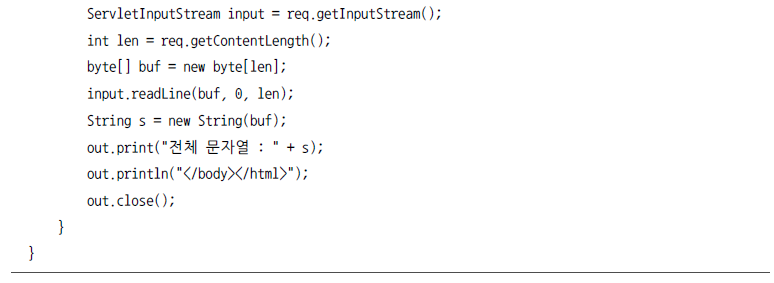 ServletInputStream input = req.getInputStream();
int len = req.getContentLength();
byte[] buf = new byte[len];
input.readLine(buf, 0, len);
String s = new String(buf);
out.print("전체 문자열 : " + s);
out.println("</body></html>");
out.close();
}
}